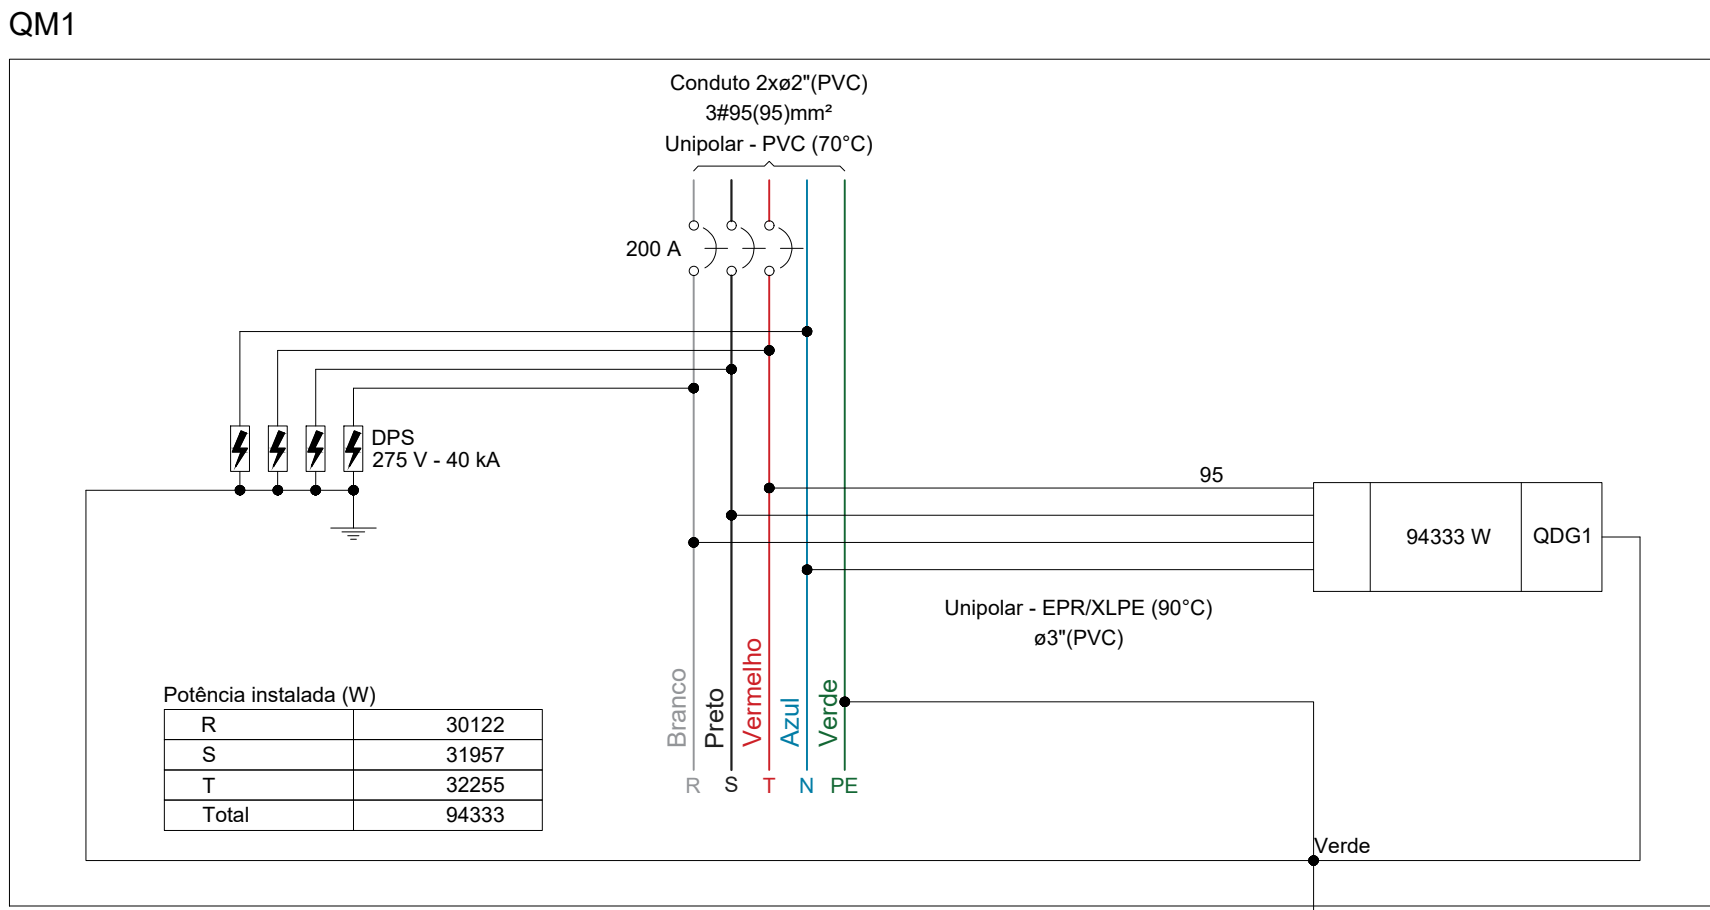 QM1
Conduto 2xø2"(PVC)
3#95(95)mm²
Unipolar - PVC (70°C)
200 A
DPS
275 V - 40 kA
95
94333 W
QDG1
Unipolar - EPR/XLPE (90°C)
ø3"(PVC)
Branco
Preto
Vermelho
Azul
Verde
R S T N PE
Potência instalada (W)
R 30122
S 31957
T 32255
Total 94333
Verde